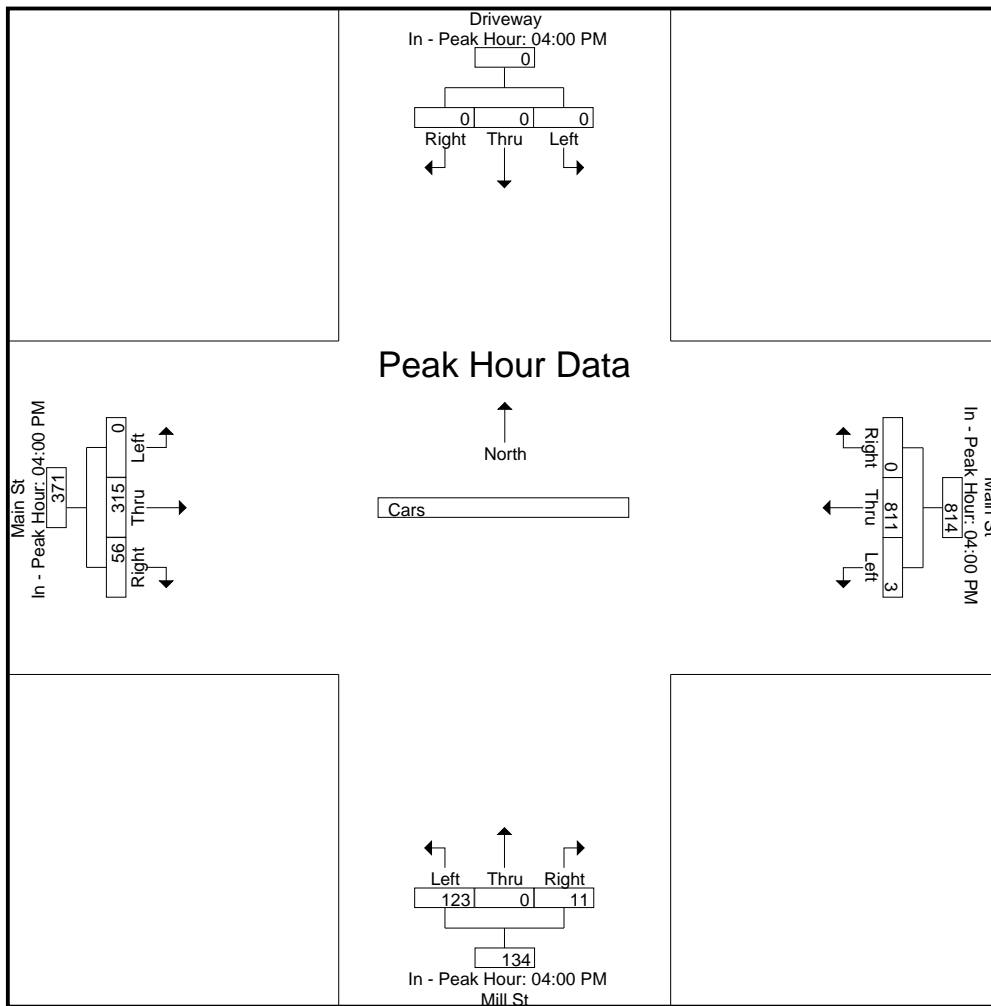 Driveway
In - Peak Hour: 04:00 PM
0
0 0 0
Right Thru Left
Peak Hour Data
North
Cars
Main St
In - Peak Hour: 04:00 PM
371
0 315 56
Left Thru Right
Right Thru Left
0 811 3
814
In - Peak Hour: 04:00 PM
Main St
Left Thru Right
123 0 11
134
In - Peak Hour: 04:00 PM
Mill St